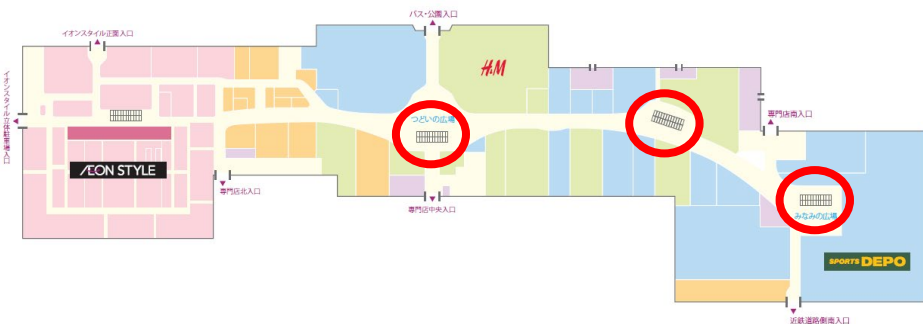 バス・公園入口
イオンスタイル正面入口
H&M
イオンスタイル立体駐車場入口
つどいの広場
専門店南入口
ÆON STYLE
専門店北入口
専門店中央入口
みなみの広場
SPORTS DEPO
近鉄道路側南入口